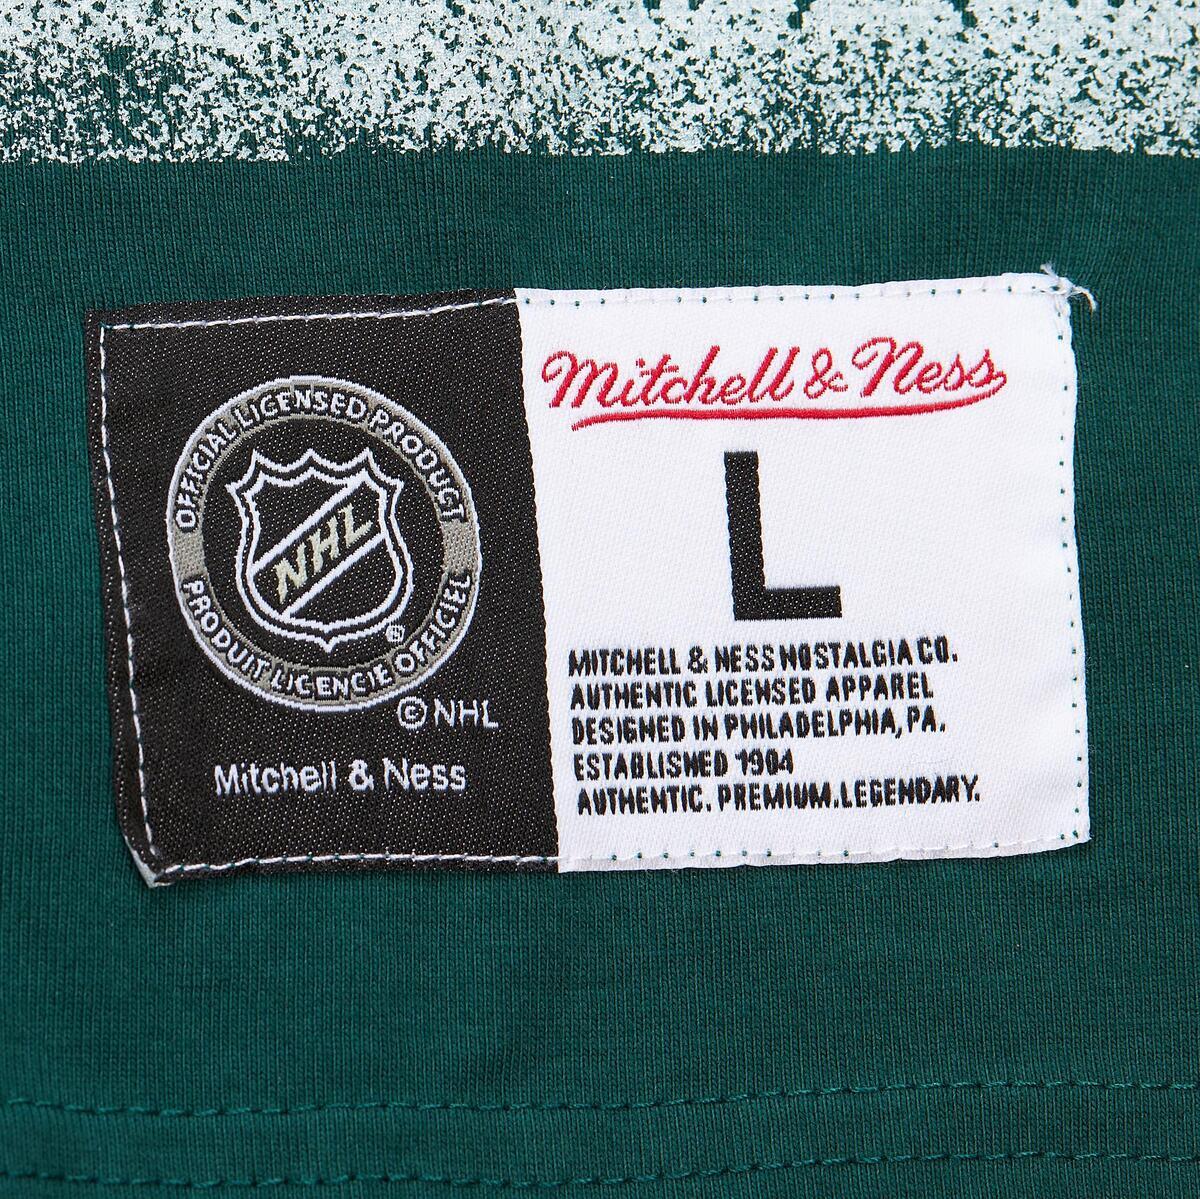 OFFICIAL LICENSED PRODUCT
NHL
®
PRODUIT LICENCIE OFFICIEL
© NHL
Mitchell & Ness
Mitchell & Ness
L
MITCHELL & NESS NOSTALGIA CO.
AUTHENTIC LICENSED APPAREL
DESIGNED IN PHILADELPHIA, PA.
ESTABLISHED 1904
AUTHENTIC. PREMIUM. LEGENDARY.